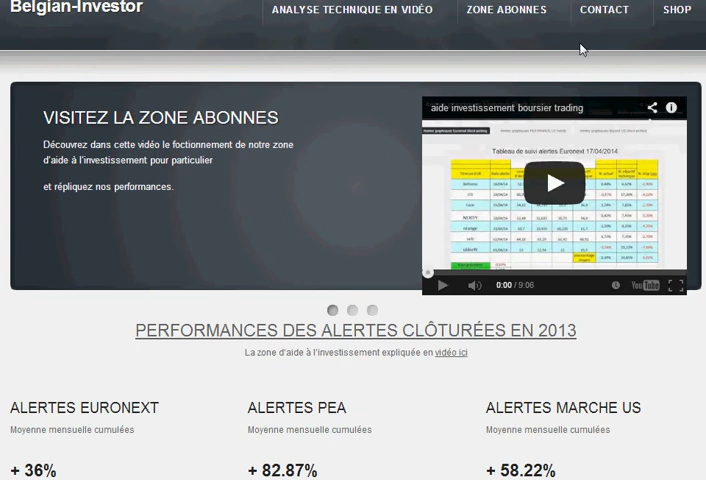 Belgian-Investor
ANALYSE TECHNIQUE EN VIDÉO
ZONE ABONNES
CONTACT
SHOP
VISITEZ LA ZONE ABONNES
Découvrez dans cette vidéo le foctionnement de notre zone
d'aide à l'investissement pour particulier
et répliquez nos performances.
aide investissement boursier trading
Tableau de suivi alertes Euronext 17/04/2014
0:00 / 9:06
YouTube
PERFORMANCES DES ALERTES CLÔTURÉES EN 2013
La zone d'aide à l'investissement expliquée en vidéo ici
ALERTES EURONEXT
Moyenne mensuelle cumulées
+ 36%
ALERTES PEA
Moyenne mensuelle cumulées
+ 82.87%
ALERTES MARCHE US
Moyenne mensuelle cumulées
+ 58.22%